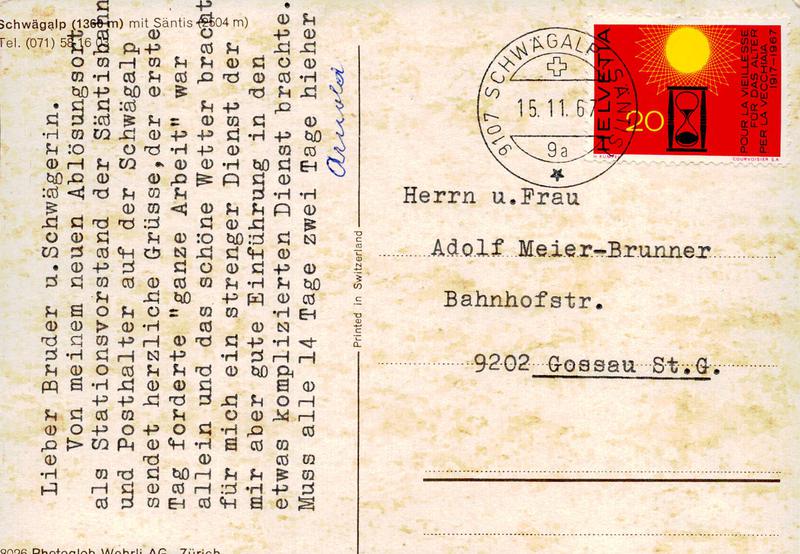 Schwägalp (1360 m) mit Säntis (2504 m)
Tel. (071) 58 16 03
Lieber Bruder u.Schwägerin.
Von meinem neuen Ablösungsort
als Stationsvorstand der Säntisbahn
und Posthalter auf der Schwägalp
sendet herzliche Grüsse,der erste
Tag forderte "ganze Arbeit" war
allein und das schöne Wetter bracht
für mich ein strenger Dienst der
mir aber gute Einführung in den
etwas komplizierten Dienst brachte.
Muss alle 14 Tage zwei Tage hieher
Arnold
Printed in Switzerland
8026 Photoglob Wehrli AG, Zürich
9107 SCHWÄGALP SÄNTIS
15.11.67
9a
HELVETIA
20
POUR LA VIEILLESSE
FÜR DAS ALTER
PER LA VECCHIAIA
1917-1967
COURVOISIER S.A.
Herrn u.Frau
Adolf Meier-Brunner
Bahnhofstr.
9202 Gossau St.G.